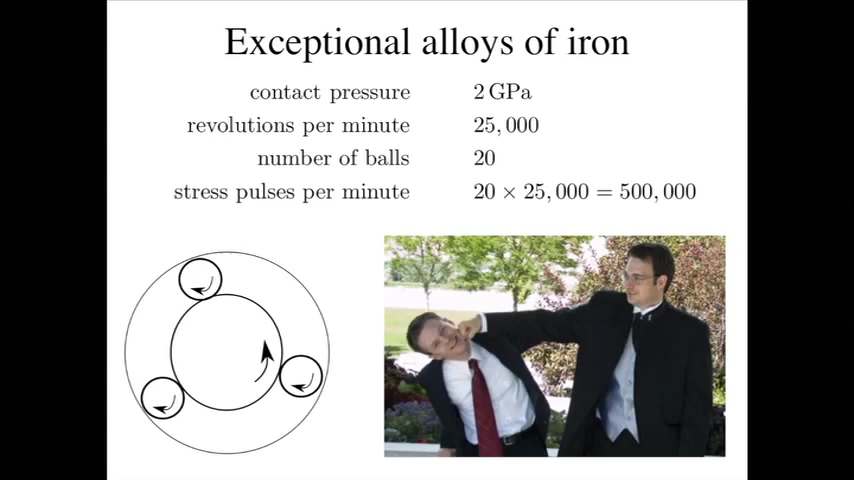 Exceptional alloys of iron
contact pressure 2 GPa
revolutions per minute 25,000
number of balls 20
stress pulses per minute 20 × 25,000 = 500,000